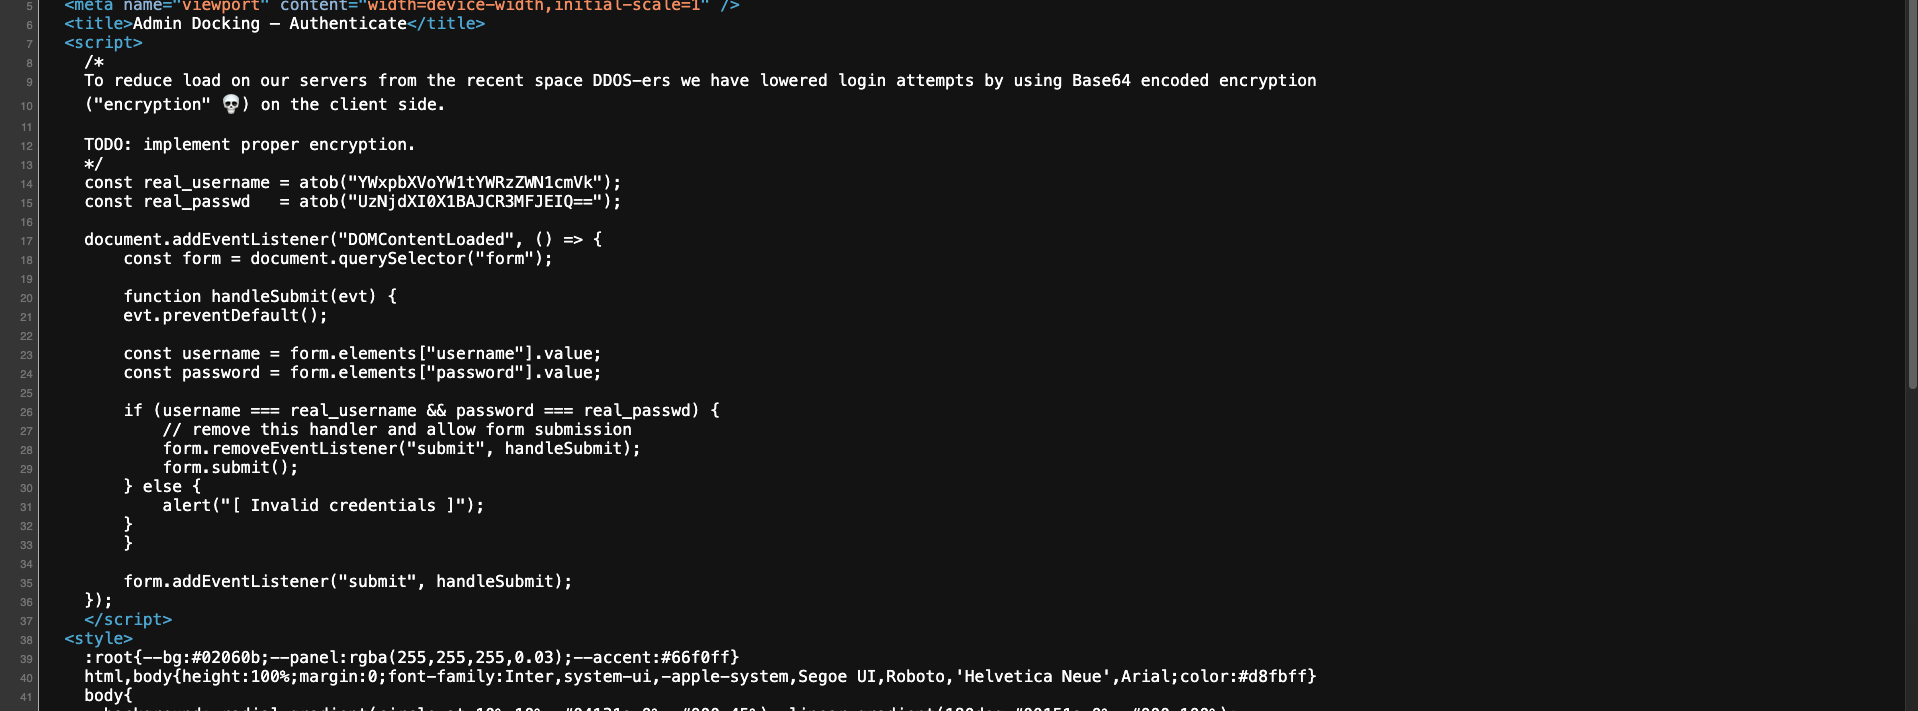 5 <meta name="viewport" content="width=device-width,initial-scale=1" />
6 <title>Admin Docking – Authenticate</title>
7 <script>
8 /*
9 To reduce load on our servers from the recent space DDOS-ers we have lowered login attempts by using Base64 encoded encryption
10 ("encryption" 💀) on the client side.
11
12 TODO: implement proper encryption.
13 */
14 const real_username = atob("YWxpbXVoYW1tYWRzZWN1cmVk");
15 const real_passwd   = atob("UzNjdXI0X1BAJCR3MFJEIQ==");
16
17 document.addEventListener("DOMContentLoaded", () => {
18 const form = document.querySelector("form");
19
20 function handleSubmit(evt) {
21 evt.preventDefault();
22
23 const username = form.elements["username"].value;
24 const password = form.elements["password"].value;
25
26 if (username === real_username && password === real_passwd) {
27 // remove this handler and allow form submission
28 form.removeEventListener("submit", handleSubmit);
29 form.submit();
30 } else {
31 alert("[ Invalid credentials ]");
32 }
33 }
34
35 form.addEventListener("submit", handleSubmit);
36 });
37 </script>
38 <style>
39 :root{--bg:#02060b;--panel:rgba(255,255,255,0.03);--accent:#66f0ff}
40 html,body{height:100%;margin:0;font-family:Inter,system-ui,-apple-system,Segoe UI,Roboto,'Helvetica Neue',Arial;color:#d8fbff}
41 body{